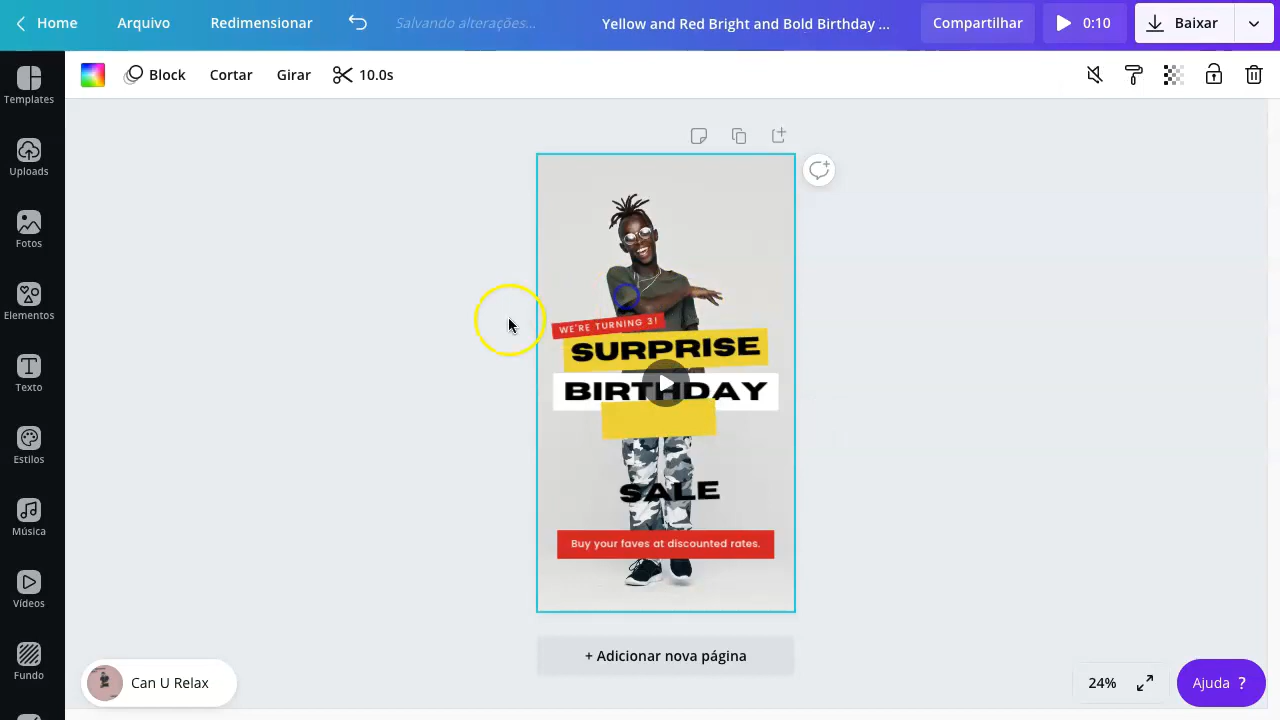 Home
Arquivo
Redimensionar
Salvando alterações...
Yellow and Red Bright and Bold Birthday ...
Compartilhar
0:10
Baixar
Block
Cortar
Girar
10.0s
Templates
Uploads
Fotos
Elementos
Texto
Estilos
Música
Vídeos
Fundo
WE'RE TURNING 3!
SURPRISE
BIRTHDAY
SALE
Buy your faves at discounted rates.
+ Adicionar nova página
Can U Relax
24%
Ajuda ?